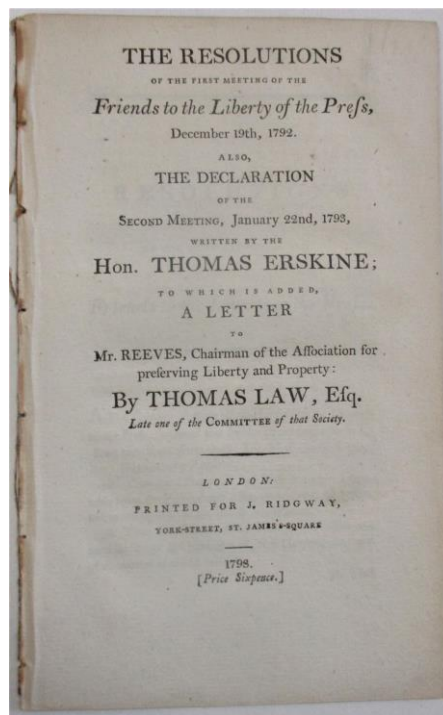 THE RESOLUTIONS
OF THE FIRST MEETING OF THE
Friends to the Liberty of the Preſs,
December 19th, 1792.
ALSO,
THE DECLARATION
OF THE
SECOND MEETING, January 22nd, 1793,
WRITTEN BY THE
Hon. THOMAS ERSKINE;
TO WHICH IS ADDED,
A LETTER
TO
Mr. REEVES, Chairman of the Aſſociation for
preſerving Liberty and Property:
By THOMAS LAW, Eſq.
Late one of the COMMITTEE of that Society.
LONDON:
PRINTED FOR J. RIDGWAY,
YORK-STREET, ST. JAMES'S-SQUARE
1798.
[Price Sixpence.]